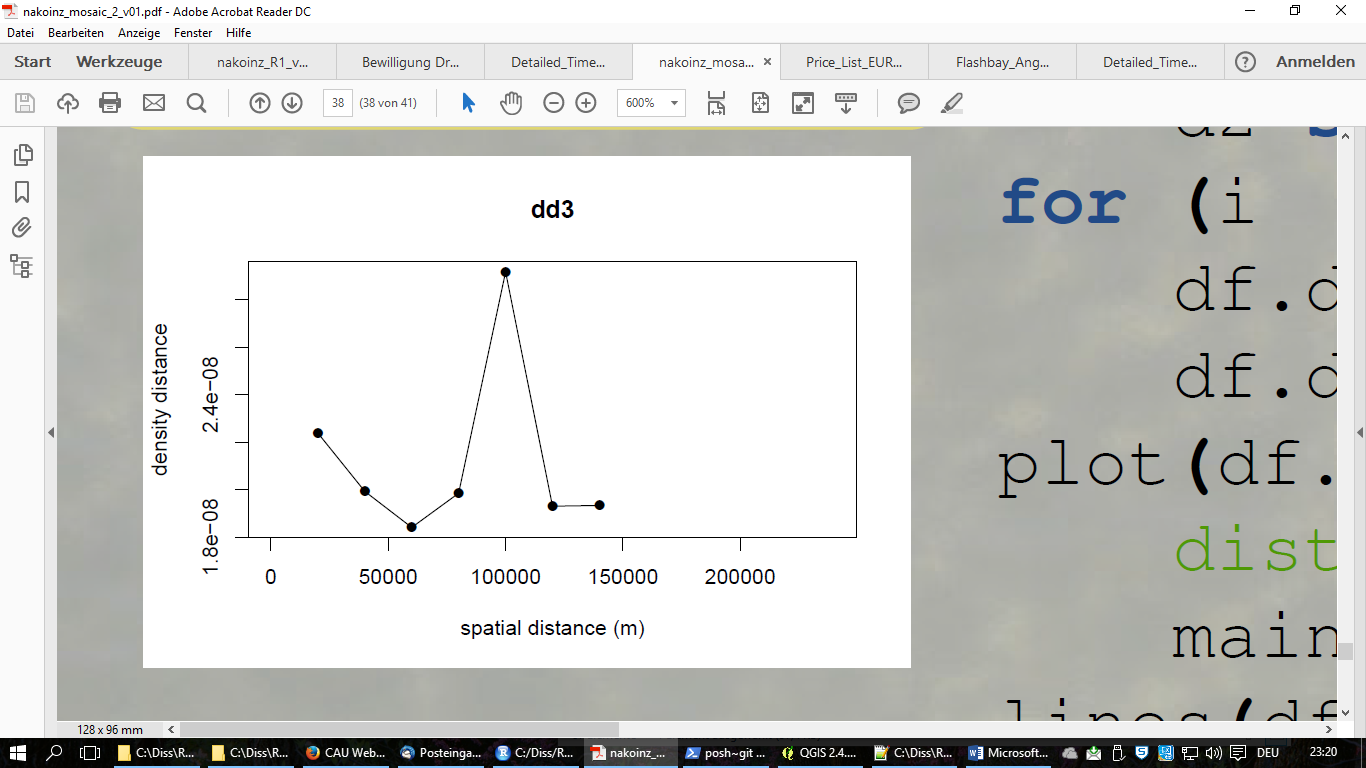 nakoinz_mosaic_2_v01.pdf - Adobe Acrobat Reader DC
Datei Bearbeiten Anzeige Fenster Hilfe
Start Werkzeuge nakoinz_R1_v... Bewilligung Dr... Detailed_Time... nakoinz_mosa... × Price_List_EUR... Flashbay_Ang... Detailed_Time... ? Anmelden
38 (38 von 41) 600%
for (i
df.d
df.d
plot(df.
dist
main
lines(df
dd3
density distance
2.4e−08
1.8e−08
0 50000 100000 150000 200000
spatial distance (m)
128 x 96 mm
C:\Diss\R... C:\Diss\R... CAU Web... Posteinga... C:/Diss/R... nakoinz_... posh~git ... QGIS 2.4.... C:\Diss\R... Microsoft... DEU 23:20